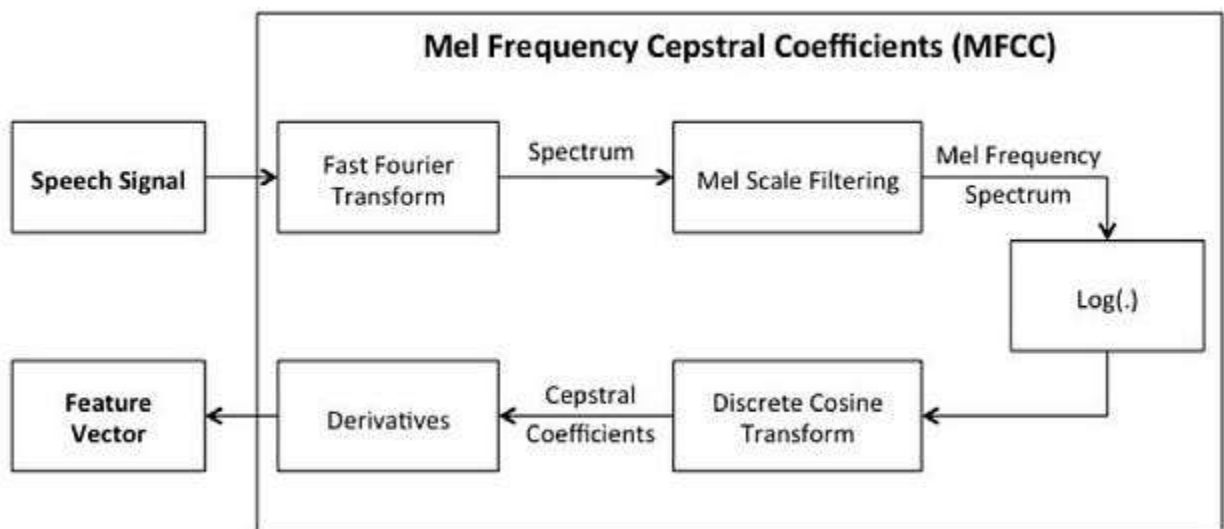 Mel Frequency Cepstral Coefficients (MFCC)
Speech Signal
Fast Fourier
Transform
Spectrum
Mel Scale Filtering
Mel Frequency
Spectrum
Log(.)
Discrete Cosine
Transform
Cepstral
Coefficients
Derivatives
Feature
Vector